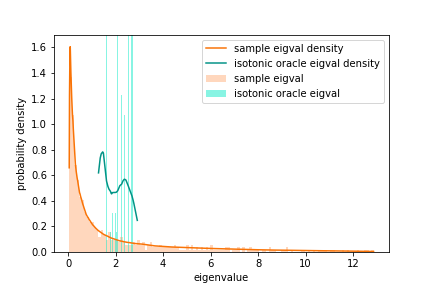 1.6
1.4
1.2
1.0
0.8
0.6
0.4
0.2
0.0
probability density
sample eigval density
isotonic oracle eigval density
sample eigval
isotonic oracle eigval
0 2 4 6 8 10 12
eigenvalue